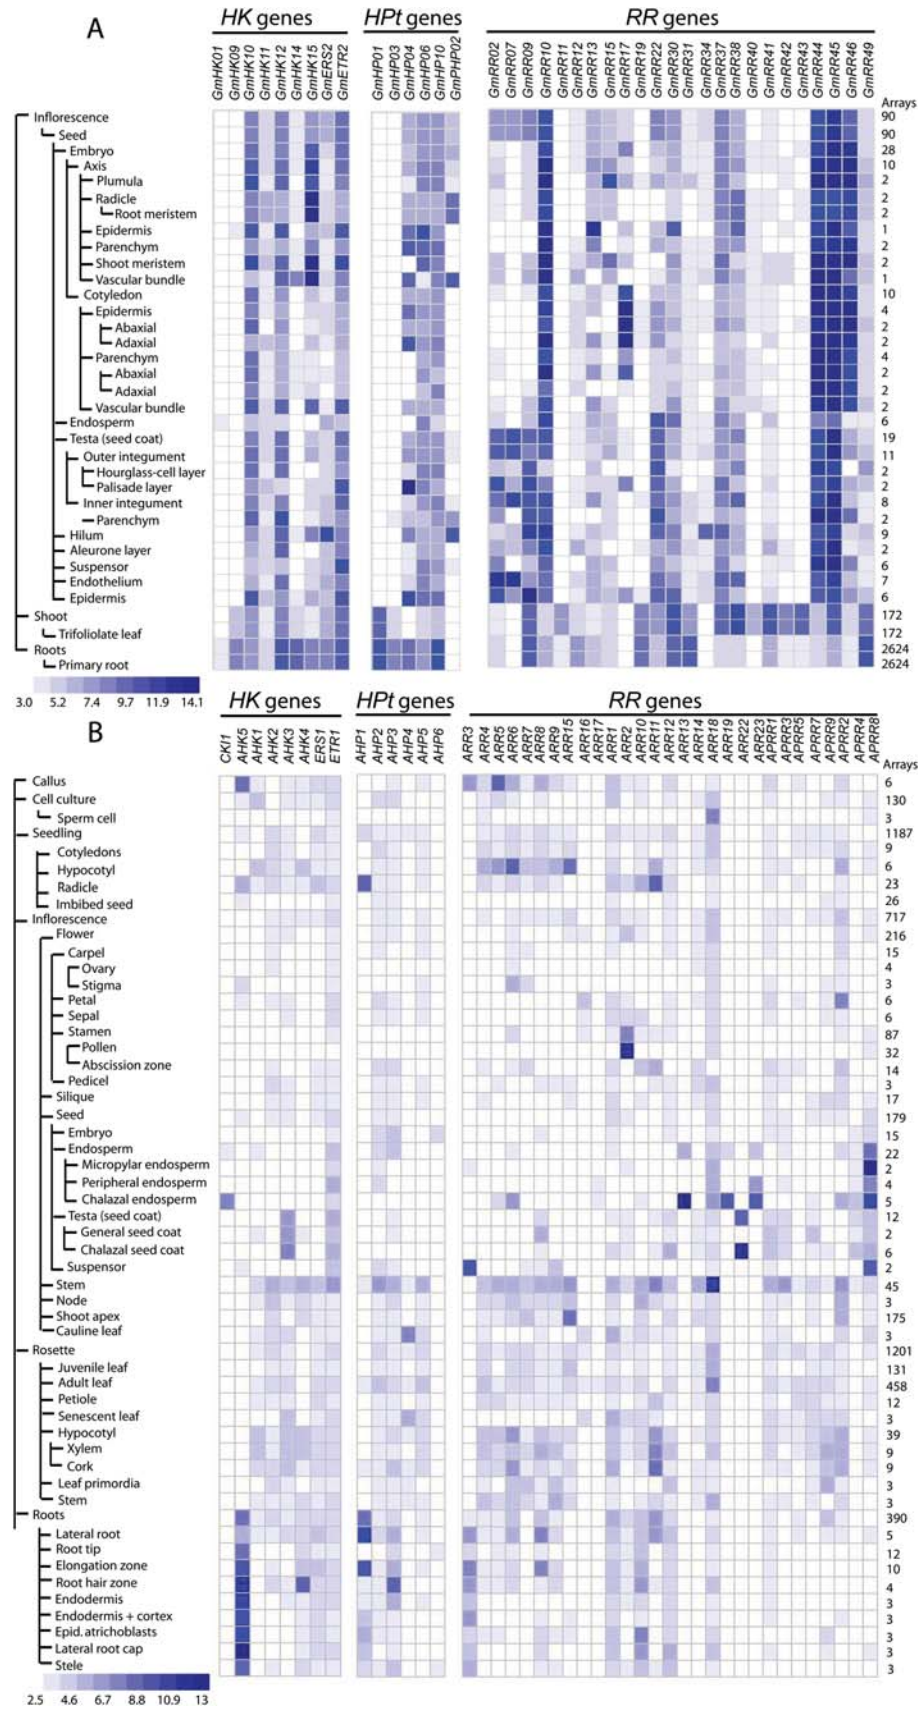 A
HK genes HPt genes RR genes
GmHK01 GmHK09 GmHK10 GmHK11 GmHK12 GmHK14 GmHK15 GmERS2 GmETR2 GmHP01 GmHP03 GmHP04 GmHP06 GmHP10 GmPHP02 GmRR02 GmRR07 GmRR09 GmRR10 GmRR11 GmRR12 GmRR13 GmRR15 GmRR17 GmRR19 GmRR22 GmRR30 GmRR31 GmRR34 GmRR37 GmRR38 GmRR40 GmRR41 GmRR42 GmRR43 GmRR44 GmRR45 GmRR46 GmRR49
Arrays
Inflorescence 90
Seed 90
Embryo 28
Axis 10
Plumula 2
Radicle 2
Root meristem 2
Epidermis 1
Parenchym 2
Shoot meristem 2
Vascular bundle 1
Cotyledon 10
Epidermis 4
Abaxial 2
Adaxial 2
Parenchym 4
Abaxial 2
Adaxial 2
Vascular bundle 2
Endosperm 6
Testa (seed coat) 19
Outer integument 11
Hourglass-cell layer 2
Palisade layer 2
Inner integument 8
Parenchym 2
Hilum 9
Aleurone layer 2
Suspensor 6
Endothelium 7
Epidermis 6
Shoot 172
Trifoliolate leaf 172
Roots 2624
Primary root 2624
3.0 5.2 7.4 9.7 11.9 14.1
B
HK genes HPt genes RR genes
CKI1 AHK5 AHK1 AHK2 AHK3 AHK4 ERS1 ETR1 AHP1 AHP2 AHP3 AHP4 AHP5 AHP6 ARR3 ARR4 ARR5 ARR6 ARR7 ARR8 ARR9 ARR15 ARR16 ARR17 ARR1 ARR2 ARR10 ARR11 ARR12 ARR13 ARR14 ARR18 ARR19 ARR22 ARR23 APRR1 APRR3 APRR5 APRR7 APRR9 APRR2 APRR4 APRR8
Arrays
Callus 6
Cell culture 130
Sperm cell 3
Seedling 1187
Cotyledons 9
Hypocotyl 6
Radicle 23
Imbibed seed 26
Inflorescence 717
Flower 216
Carpel 15
Ovary 4
Stigma 3
Petal 6
Sepal 6
Stamen 87
Pollen 32
Abscission zone 14
Pedicel 3
Silique 17
Seed 179
Embryo 15
Endosperm 22
Micropylar endosperm 2
Peripheral endosperm 4
Chalazal endosperm 5
Testa (seed coat) 12
General seed coat 2
Chalazal seed coat 6
Suspensor 2
Stem 45
Node 3
Shoot apex 175
Cauline leaf 3
Rosette 1201
Juvenile leaf 131
Adult leaf 458
Petiole 12
Senescent leaf 3
Hypocotyl 39
Xylem 9
Cork 9
Leaf primordia 3
Stem 3
Roots 390
Lateral root 5
Root tip 12
Elongation zone 10
Root hair zone 4
Endodermis 3
Endodermis + cortex 3
Epid. atrichoblasts 3
Lateral root cap 3
Stele 3
2.5 4.6 6.7 8.8 10.9 13